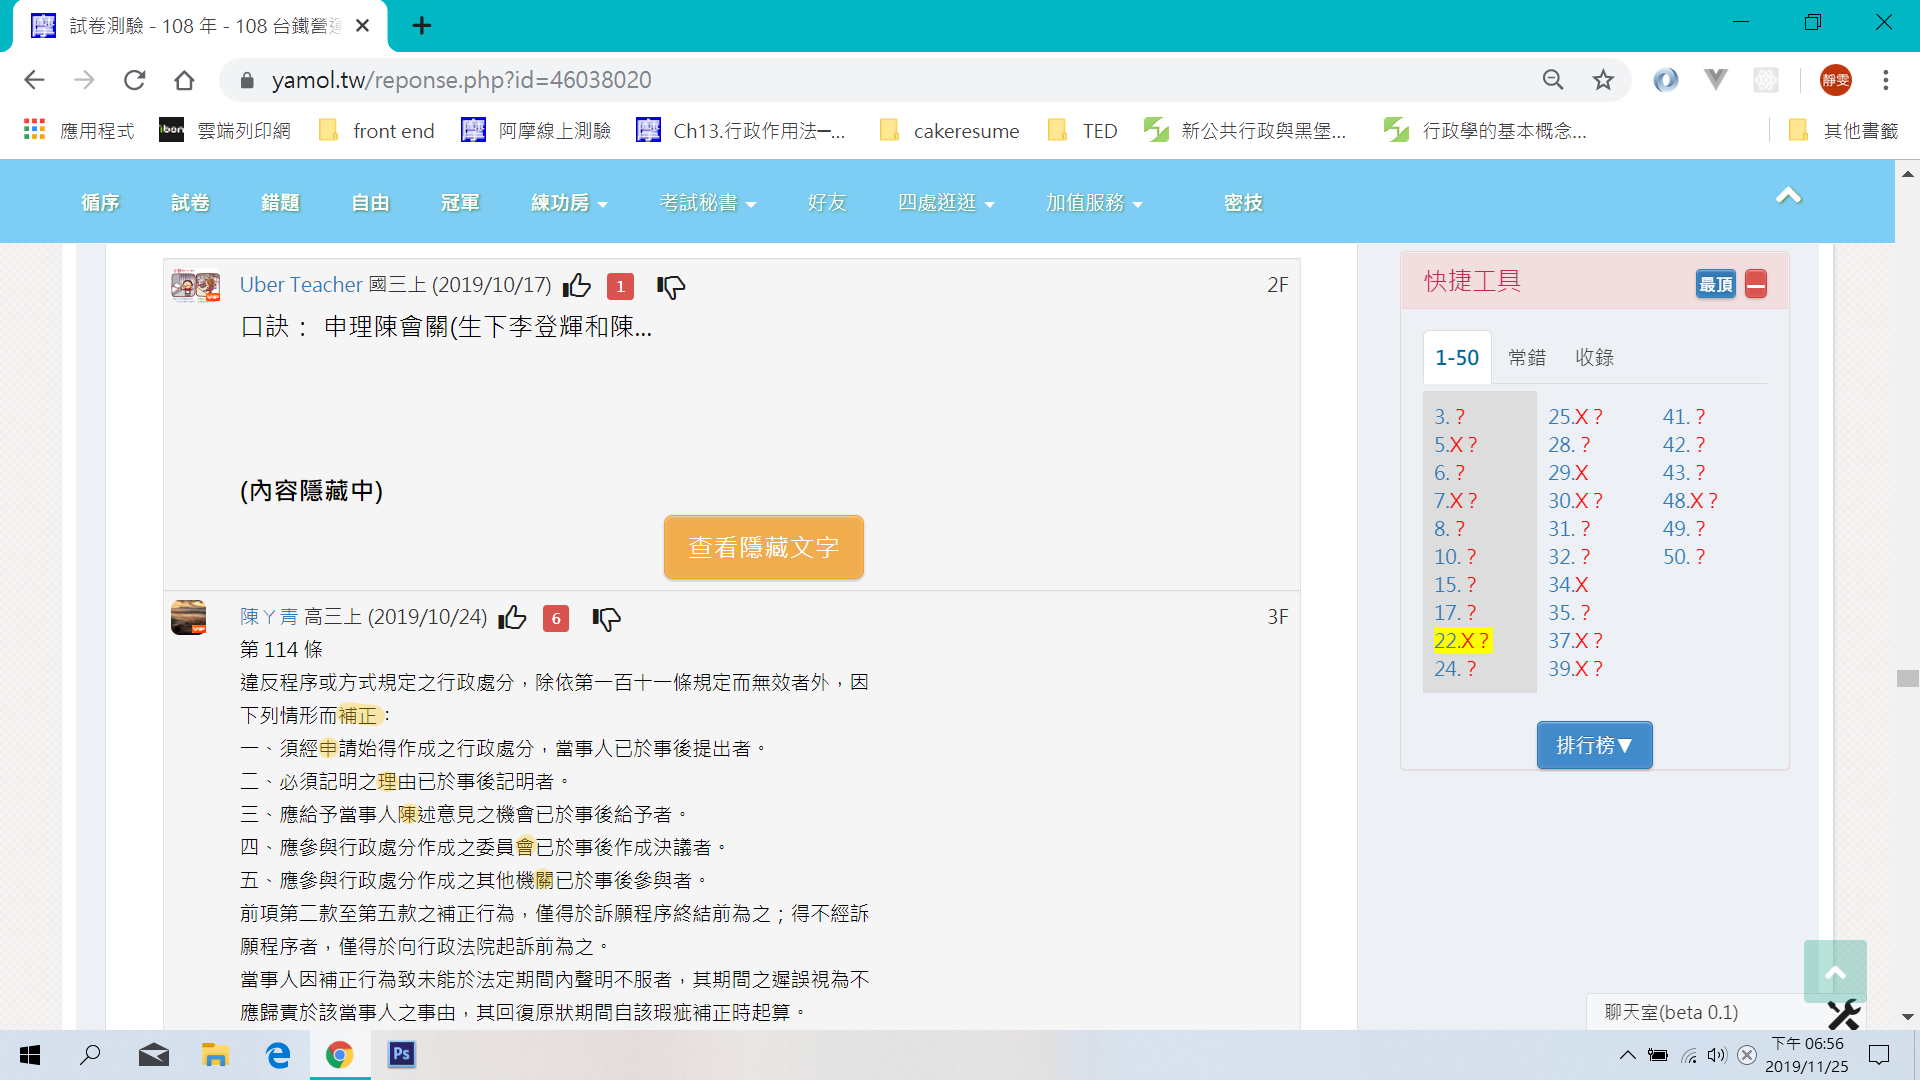 試卷測驗 - 108 年 - 108 台鐵營運
yamol.tw/reponse.php?id=46038020
靜雯
應用程式 ibon 雲端列印網 front end 摩 阿摩線上測驗 摩 Ch13.行政作用法—... cakeresume TED 新公共行政與黑堡... 行政學的基本概念... 其他書籤
循序 試卷 錯題 自由 冠軍 練功房 考試秘書 好友 四處逛逛 加值服務 密技
Uber Teacher 國三上 (2019/10/17) 1 2F
口訣： 申理陳會關(生下李登輝和陳...
(內容隱藏中)
查看隱藏文字
陳ㄚ青 高三上 (2019/10/24) 6 3F
第 114 條
違反程序或方式規定之行政處分，除依第一百十一條規定而無效者外，因
下列情形而補正：
一、須經申請始得作成之行政處分，當事人已於事後提出者。
二、必須記明之理由已於事後記明者。
三、應給予當事人陳述意見之機會已於事後給予者。
四、應參與行政處分作成之委員會已於事後作成決議者。
五、應參與行政處分作成之其他機關已於事後參與者。
前項第二款至第五款之補正行為，僅得於訴願程序終結前為之；得不經訴
願程序者，僅得於向行政法院起訴前為之。
當事人因補正行為致未能於法定期間內聲明不服者，其期間之遲誤視為不
應歸責於該當事人之事由，其回復原狀期間自該瑕疵補正時起算。
快捷工具 最頂
1-50 常錯 收錄
3. ? 25.X ? 41. ?
5.X ? 28. ? 42. ?
6. ? 29.X 43. ?
7.X ? 30.X ? 48.X ?
8. ? 31. ? 49. ?
10. ? 32. ? 50. ?
15. ? 34.X
17. ? 35. ?
22.X ? 37.X ?
24. ? 39.X ?
排行榜▼
聊天室(beta 0.1)
Ps
下午 06:56
2019/11/25